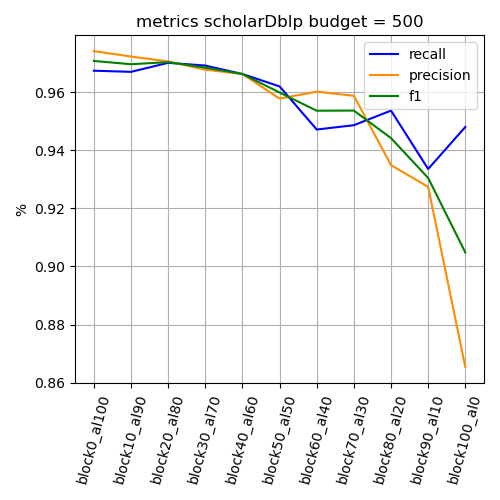 metrics scholarDblp budget = 500
recall
precision
f1
%
0.96
0.94
0.92
0.90
0.88
0.86
block0_al100
block10_al90
block20_al80
block30_al70
block40_al60
block50_al50
block60_al40
block70_al30
block80_al20
block90_al10
block100_al0